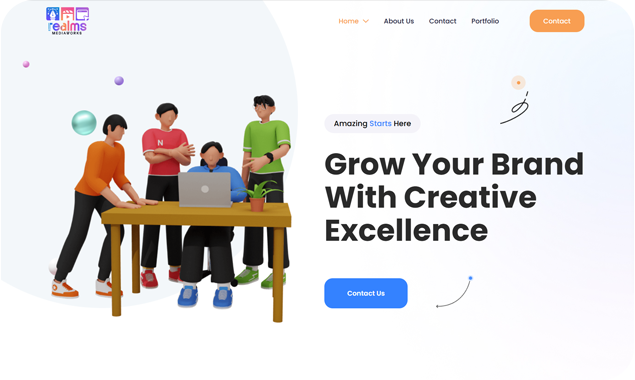 realms
MEDIAWORKS
Home
About Us
Contact
Portfolio
Contact
Amazing Starts Here
Grow Your Brand
With Creative
Excellence
N
Contact Us